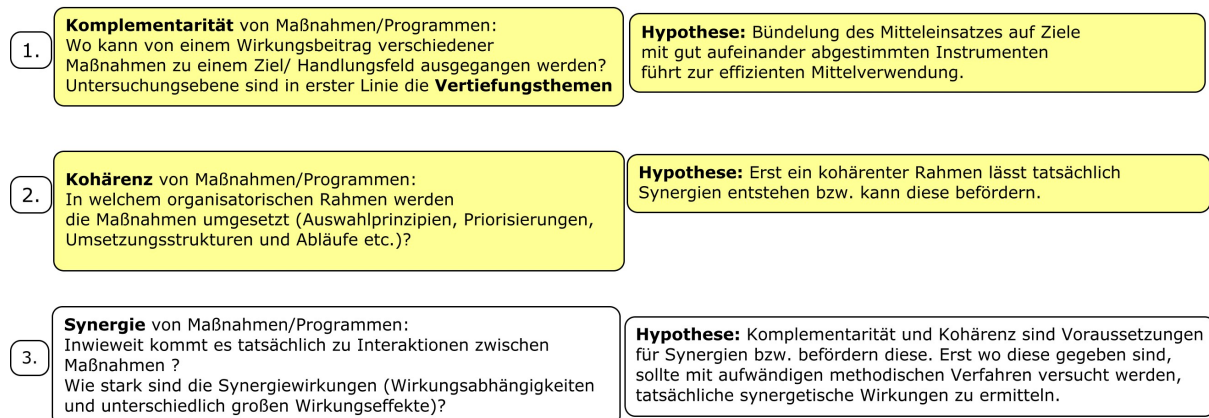 1.
Komplementarität von Maßnahmen/Programmen:
Wo kann von einem Wirkungsbeitrag verschiedener
Maßnahmen zu einem Ziel/ Handlungsfeld ausgegangen werden?
Untersuchungsebene sind in erster Linie die Vertiefungsthemen
Hypothese: Bündelung des Mitteleinsatzes auf Ziele
mit gut aufeinander abgestimmten Instrumenten
führt zur effizienten Mittelverwendung.
2.
Kohärenz von Maßnahmen/Programmen:
In welchem organisatorischen Rahmen werden
die Maßnahmen umgesetzt (Auswahlprinzipien, Priorisierungen,
Umsetzungsstrukturen und Abläufe etc.)?
Hypothese: Erst ein kohärenter Rahmen lässt tatsächlich
Synergien entstehen bzw. kann diese befördern.
3.
Synergie von Maßnahmen/Programmen:
Inwieweit kommt es tatsächlich zu Interaktionen zwischen
Maßnahmen ?
Wie stark sind die Synergiewirkungen (Wirkungsabhängigkeiten
und unterschiedlich großen Wirkungseffekte)?
Hypothese: Komplementarität und Kohärenz sind Voraussetzungen
für Synergien bzw. befördern diese. Erst wo diese gegeben sind,
sollte mit aufwändigen methodischen Verfahren versucht werden,
tatsächliche synergetische Wirkungen zu ermitteln.